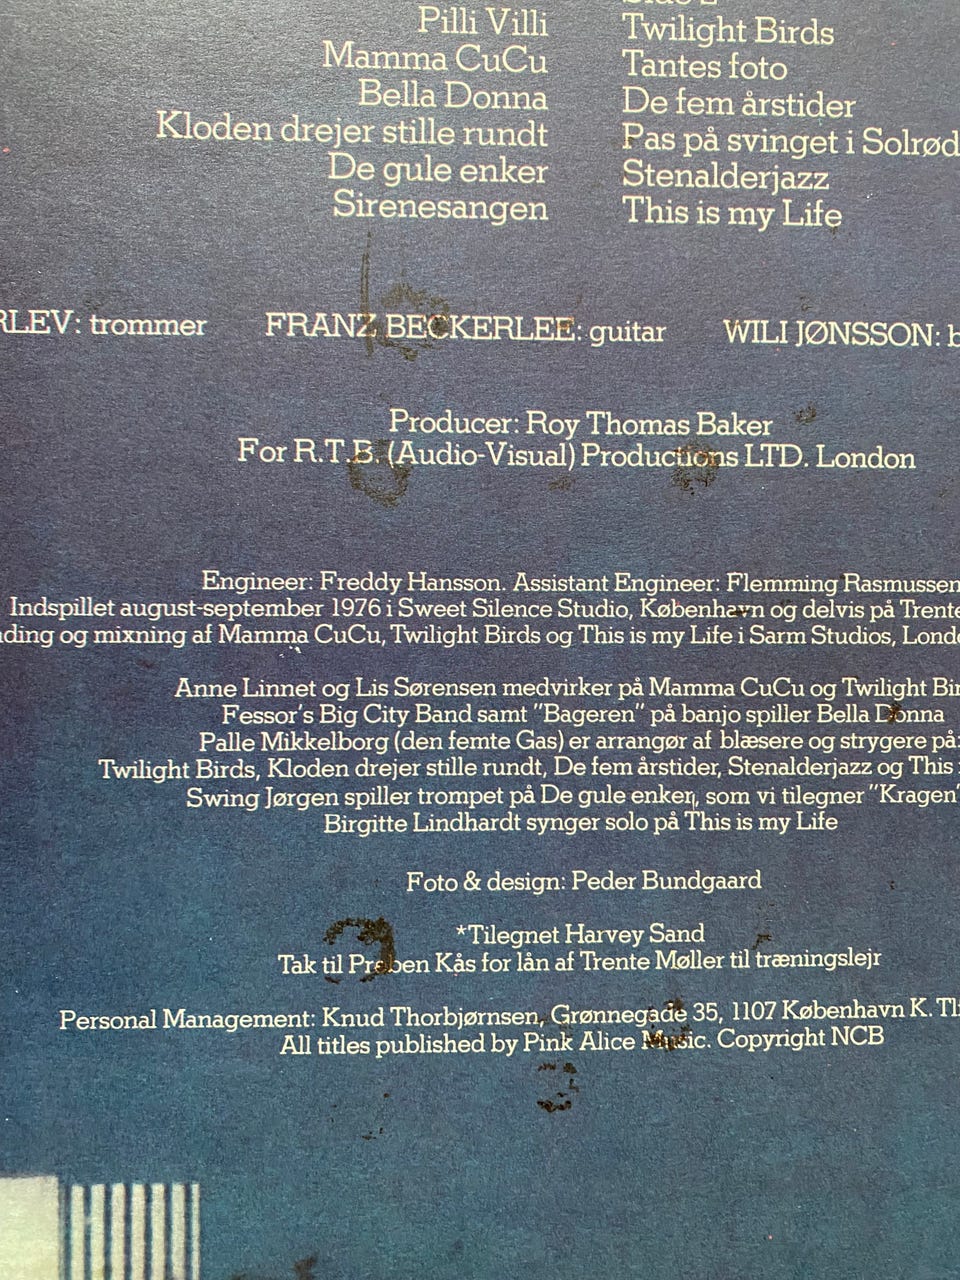 Pilli Villi
Mamma CuCu
Bella Donna
Kloden drejer stille rundt
De gule enker
Sirenesangen
Twilight Birds
Tantes foto
De fem årstider
Pas på svinget i Solrød
Stenalderjazz
This is my Life
RLEV: trommer FRANZ BECKERLEE: guitar WILI JØNSSON: b
Producer: Roy Thomas Baker
For R.T.B. (Audio-Visual) Productions LTD. London
Engineer: Freddy Hansson. Assistant Engineer: Flemming Rasmussen
Indspillet august-september 1976 i Sweet Silence Studio, København og delvis på Trente
ding og mixning af Mamma CuCu, Twilight Birds og This is my Life i Sarm Studios, Londo
Anne Linnet og Lis Sørensen medvirker på Mamma CuCu og Twilight Bir
Fessor's Big City Band samt "Bageren" på banjo spiller Bella Donna
Palle Mikkelborg (den femte Gas) er arrangør af blæsere og strygere på:
Twilight Birds, Kloden drejer stille rundt, De fem årstider, Stenalderjazz og This i
Swing Jørgen spiller trompet på De gule enker, som vi tilegner "Kragen"
Birgitte Lindhardt synger solo på This is my Life
Foto & design: Peder Bundgaard
*Tilegnet Harvey Sand
Tak til Preben Kås for lån af Trente Møller til træningslejr
Personal Management: Knud Thorbjørnsen, Grønnegade 35, 1107 København K. Tl
All titles published by Pink Alice Music. Copyright NCB